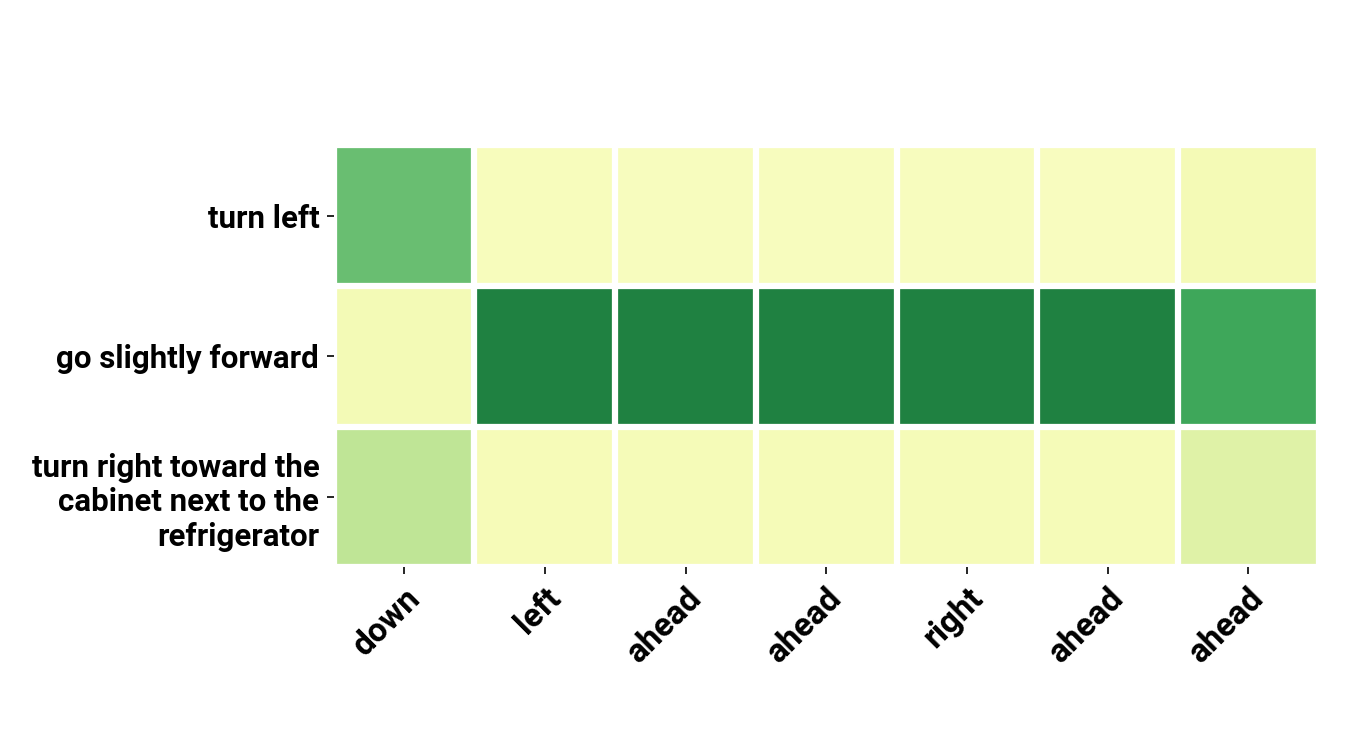 turn left
go slightly forward
turn right toward the
cabinet next to the
refrigerator
down
left
ahead
ahead
right
ahead
ahead